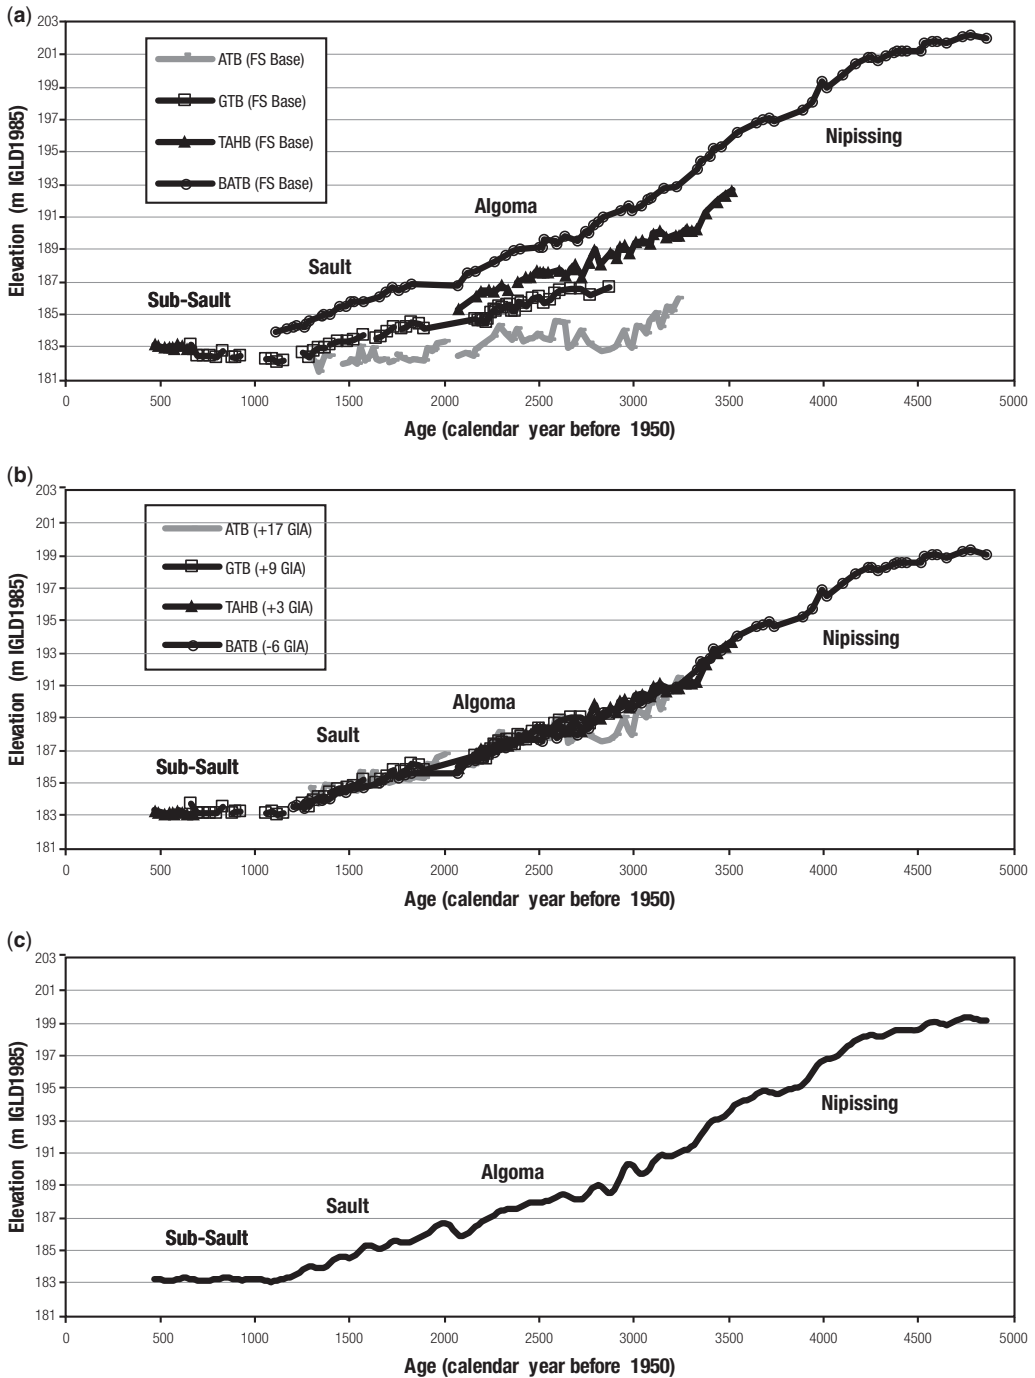 (a)
203
201
199
197
195
193
191
189
187
185
183
181
Elevation (m IGLD1985)
ATB (FS Base)
GTB (FS Base)
TAHB (FS Base)
BATB (FS Base)
Nipissing
Algoma
Sault
Sub-Sault
0 500 1000 1500 2000 2500 3000 3500 4000 4500 5000
Age (calendar year before 1950)
(b)
203
201
199
197
195
193
191
189
187
185
183
181
Elevation (m IGLD1985)
ATB (+17 GIA)
GTB (+9 GIA)
TAHB (+3 GIA)
BATB (-6 GIA)
Nipissing
Algoma
Sault
Sub-Sault
0 500 1000 1500 2000 2500 3000 3500 4000 4500 5000
Age (calendar year before 1950)
(c)
203
201
199
197
195
193
191
189
187
185
183
181
Elevation (m IGLD1985)
Nipissing
Algoma
Sault
Sub-Sault
0 500 1000 1500 2000 2500 3000 3500 4000 4500 5000
Age (calendar year before 1950)